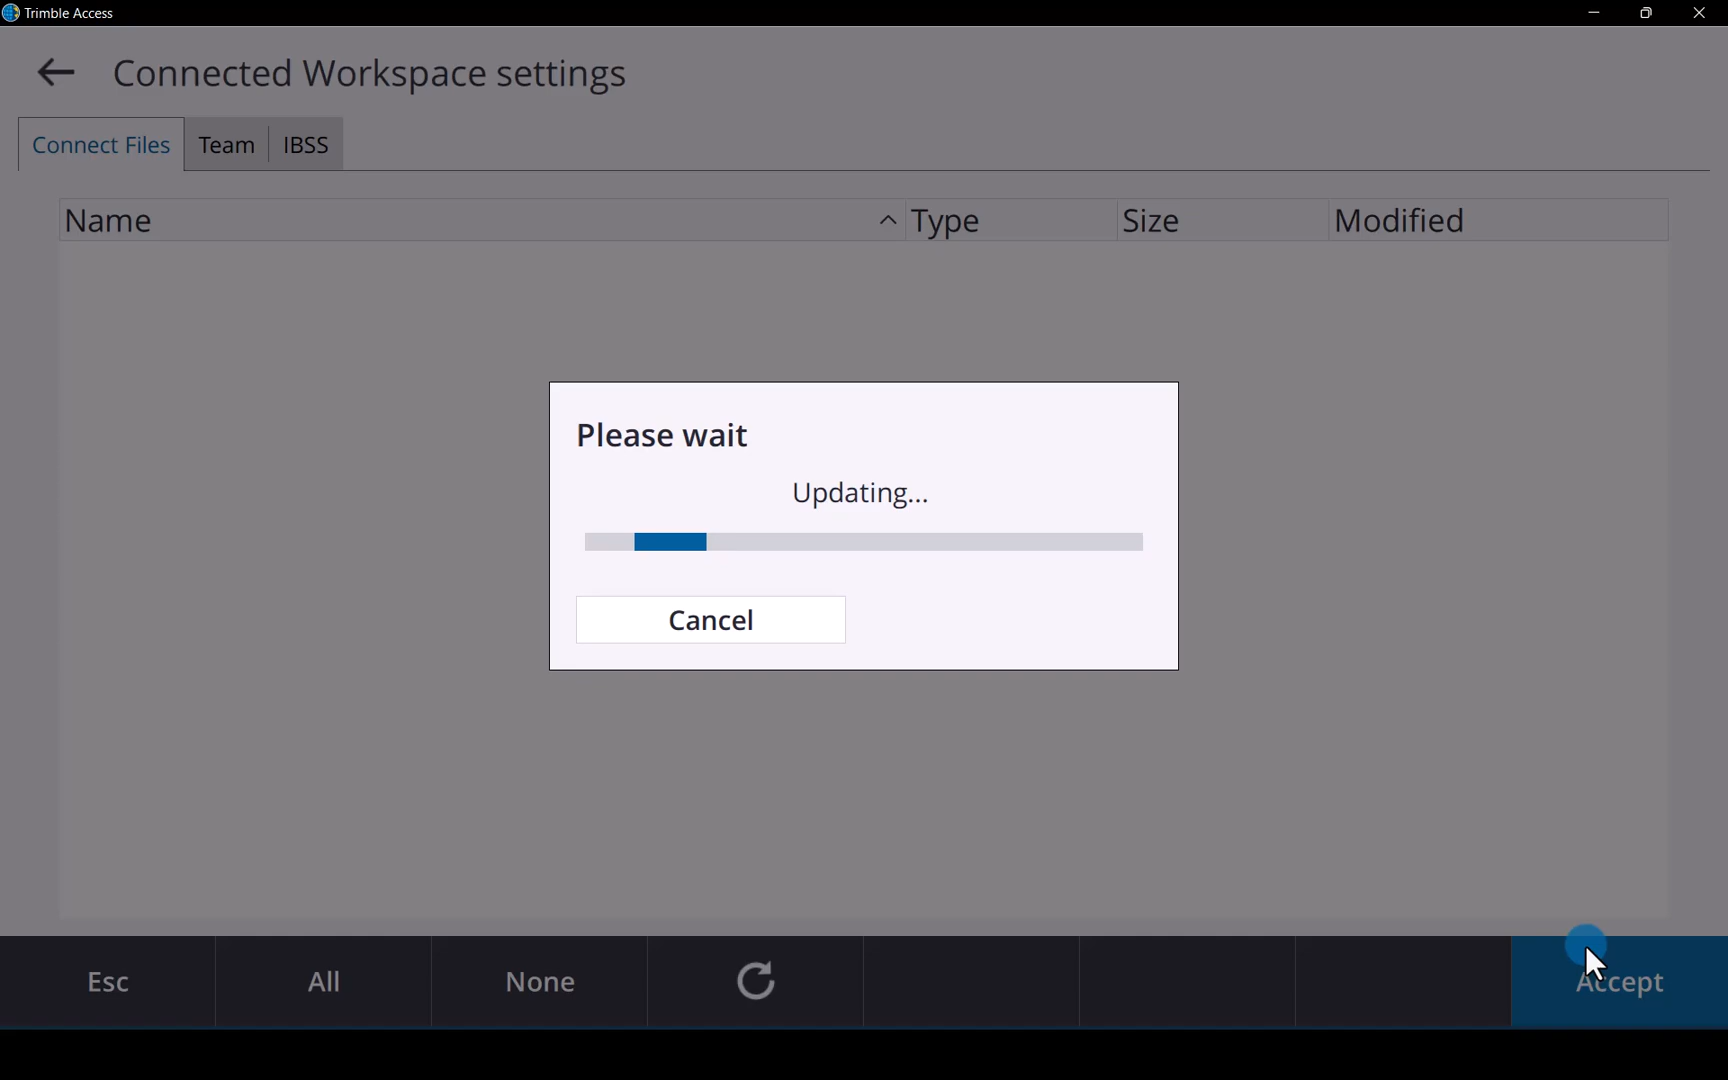 Trimble Access
Connected Workspace settings
Connect Files Team IBSS
Name Type Size Modified
Please wait
Updating...
Cancel
Esc All None Accept